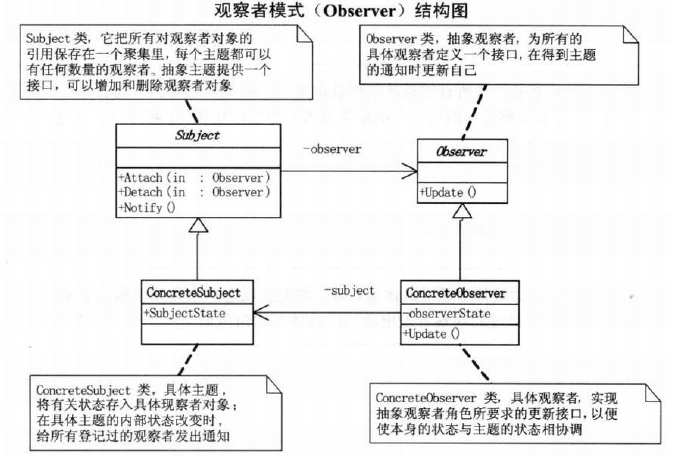 观察者模式（Observer）结构图
Subject 类，它把所有对观察者对象的
引用保存在一个聚集里，每个主题都可以
有任何数量的观察者。抽象主题提供一个
接口，可以增加和删除观察者对象
Observer 类，抽象观察者，为所有的
具体观察者定义一个接口，在得到主题
的通知时更新自己
Subject
+Attach(in : Observer)
+Detach(in : Observer)
+Notify()
-observer
Observer
+Update()
ConcreteSubject
+SubjectState
-subject
ConcreteObserver
-observerState
+Update()
ConcreteSubject 类，具体主题，
将有关状态存入具体观察者对象；
在具体主题的内部状态改变时，
给所有登记过的观察者发出通知
ConcreteObserver 类，具体观察者，实现
抽象观察者角色所要求的更新接口，以便
使本身的状态与主题的状态相协调